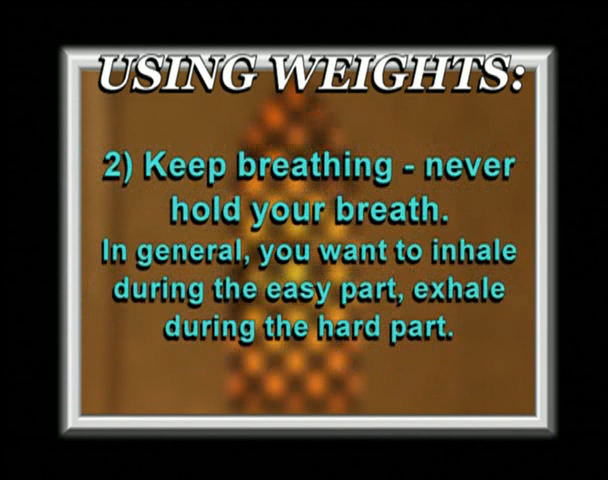 USING WEIGHTS:
2) Keep breathing - never
hold your breath.
In general, you want to inhale
during the easy part, exhale
during the hard part.